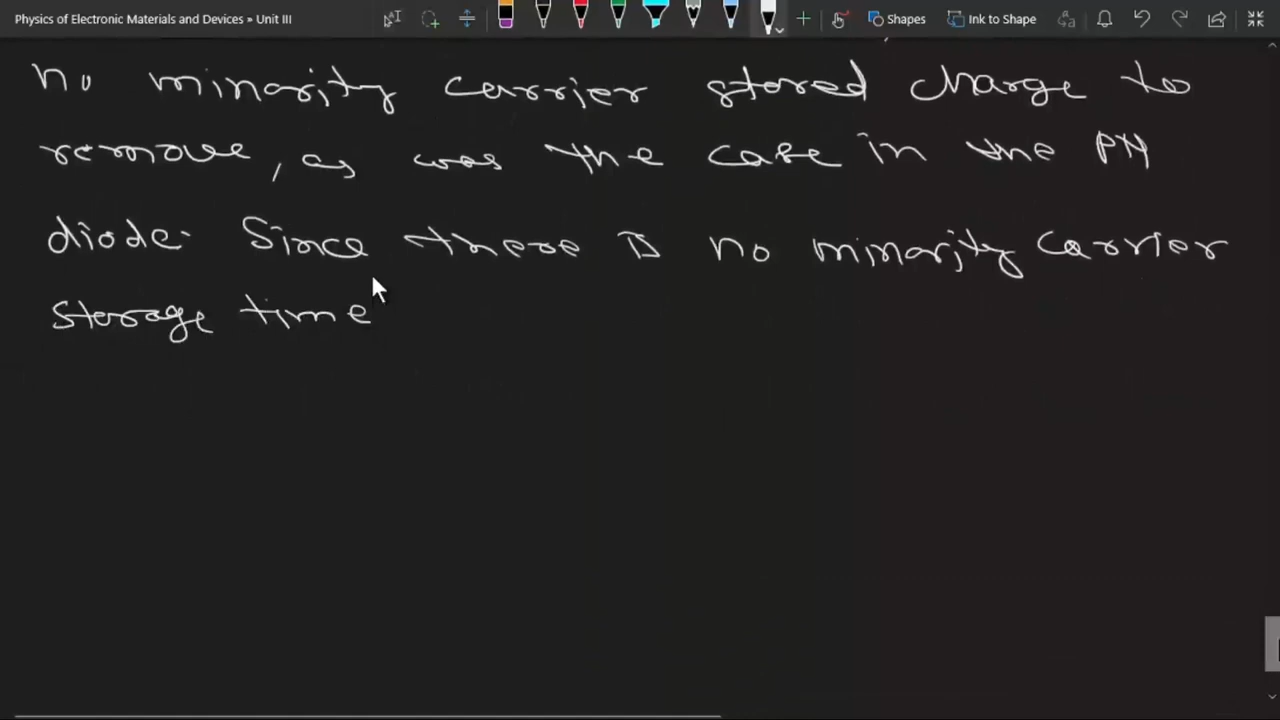 Physics of Electronic Materials and Devices » Unit III
Shapes
Ink to Shape
no minority carrier stored charge to
remove, as was the case in the PN
diode. Since there is no minority carrier
storage time